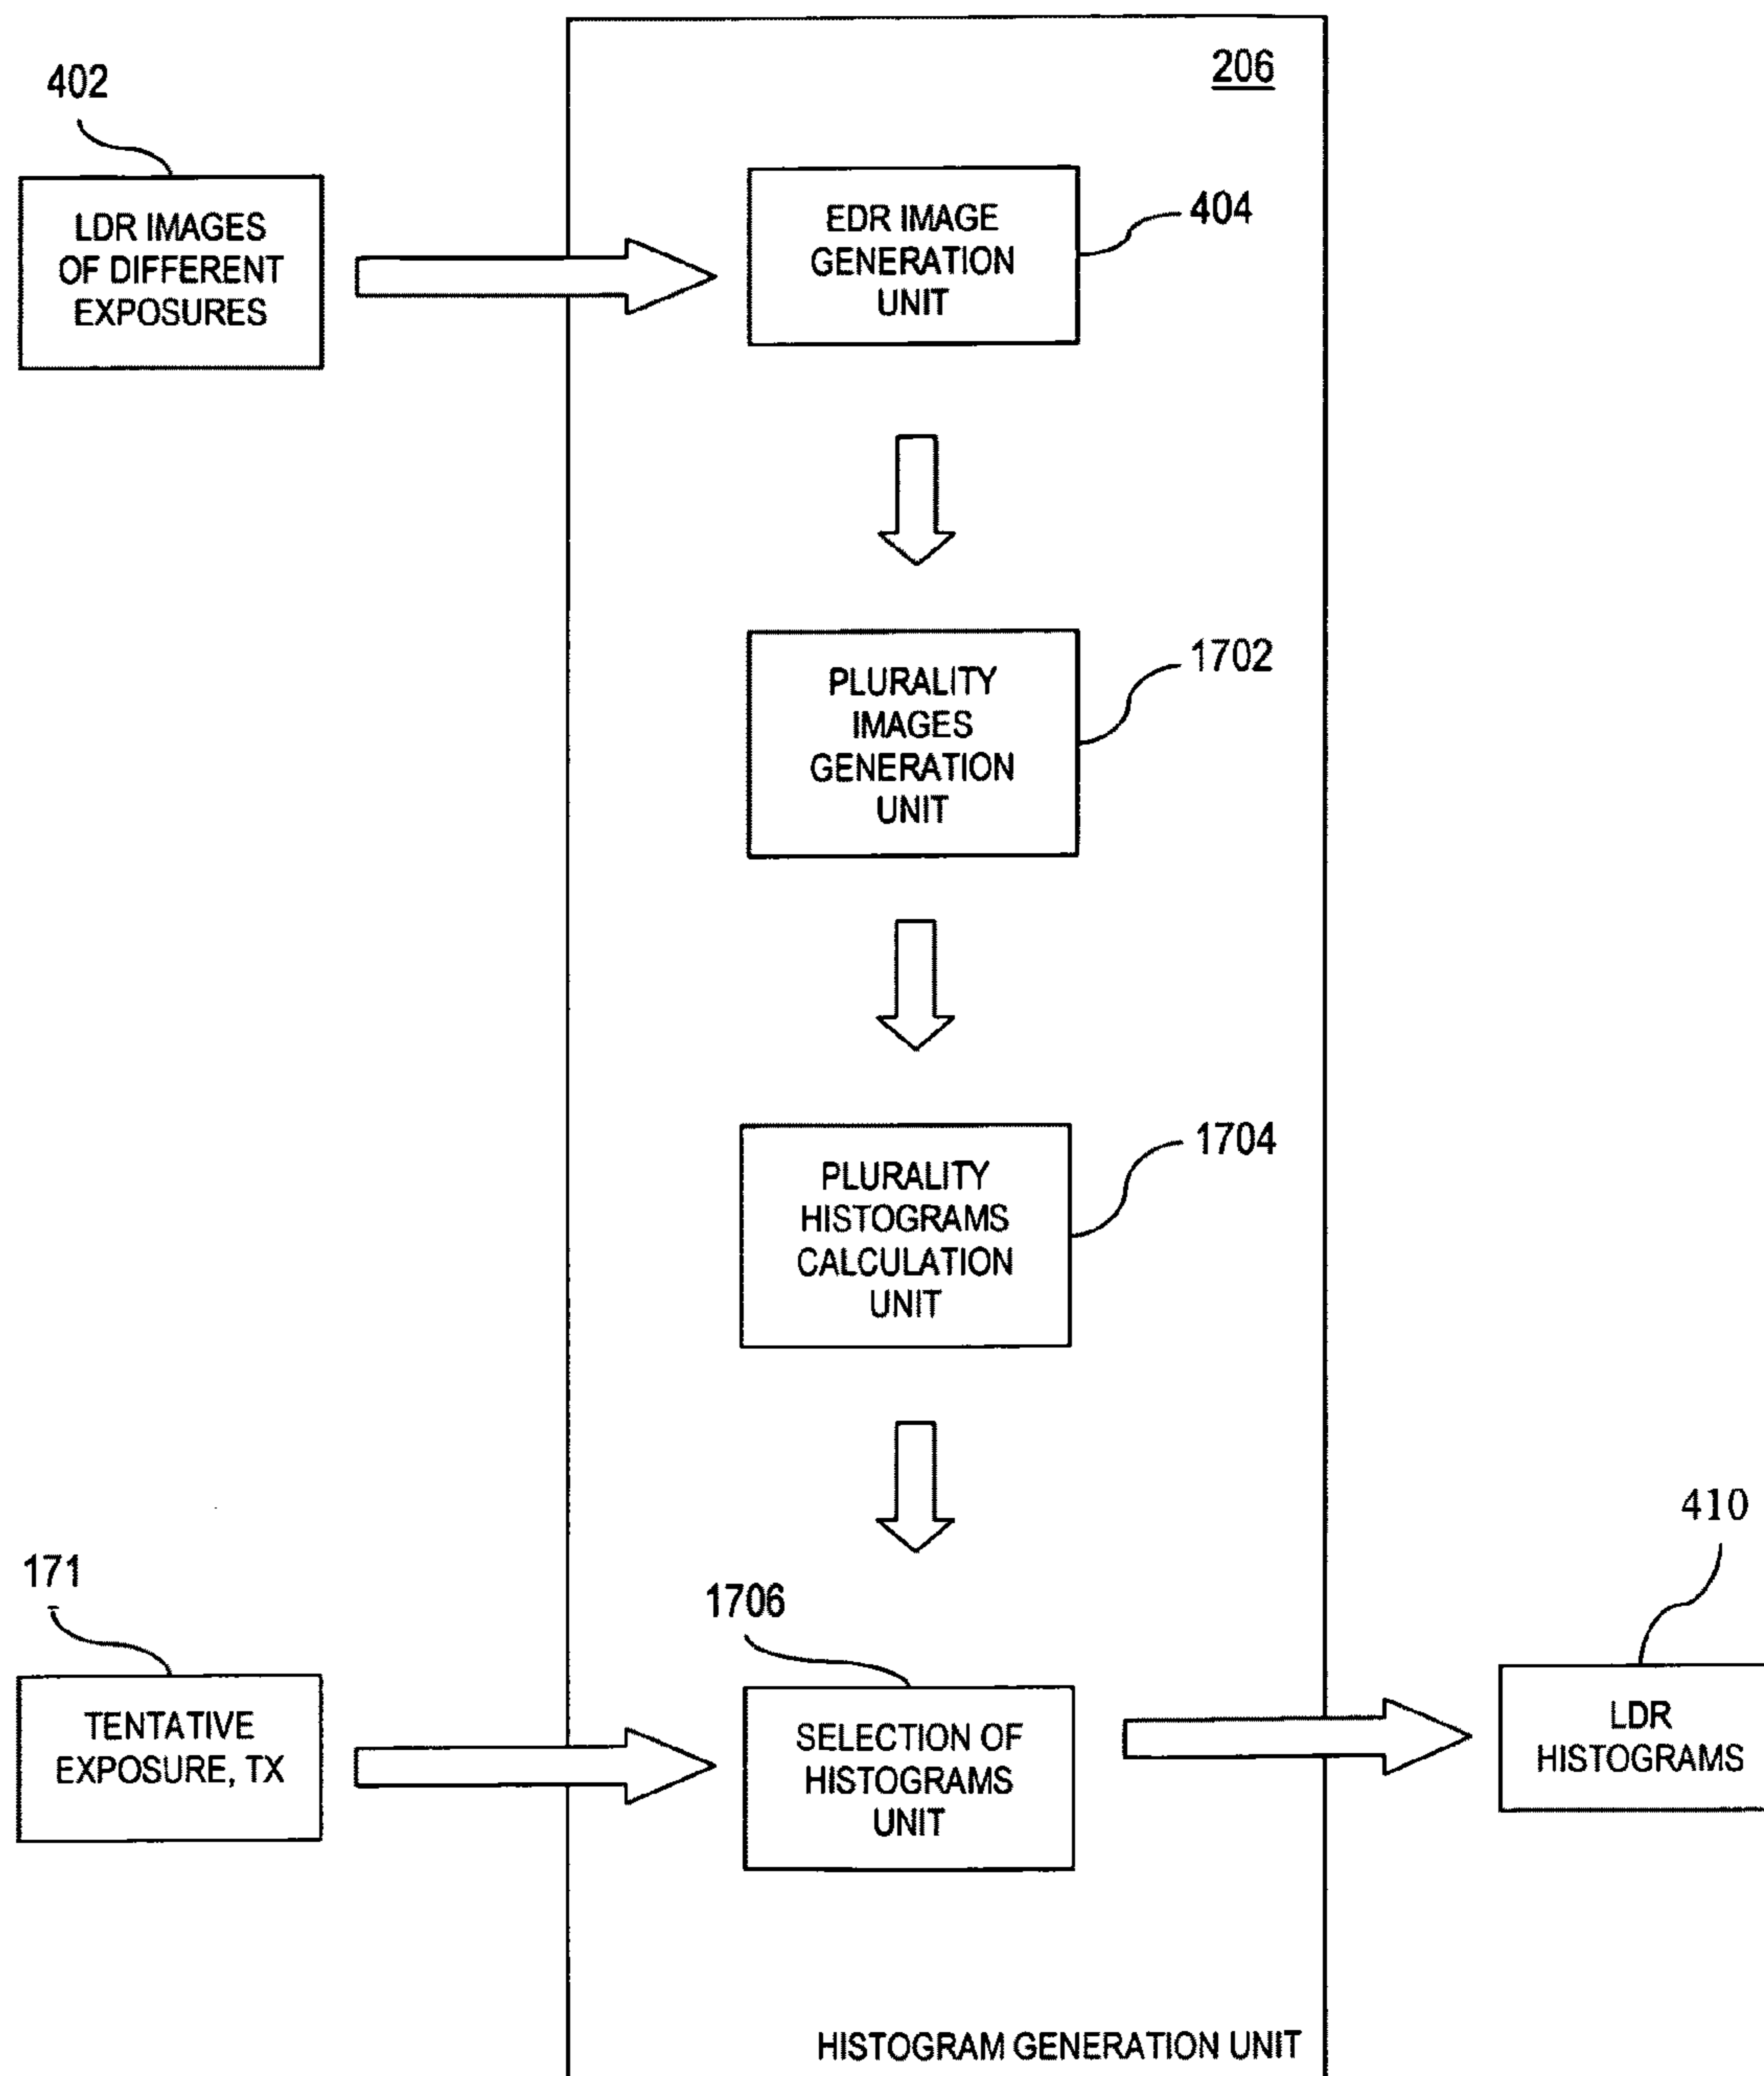 206
402
LDR IMAGES
OF DIFFERENT
EXPOSURES
EDR IMAGE
GENERATION
UNIT
404
PLURALITY
IMAGES
GENERATION
UNIT
1702
PLURALITY
HISTOGRAMS
CALCULATION
UNIT
1704
171
TENTATIVE
EXPOSURE, TX
1706
SELECTION OF
HISTOGRAMS
UNIT
410
LDR
HISTOGRAMS
HISTOGRAM GENERATION UNIT